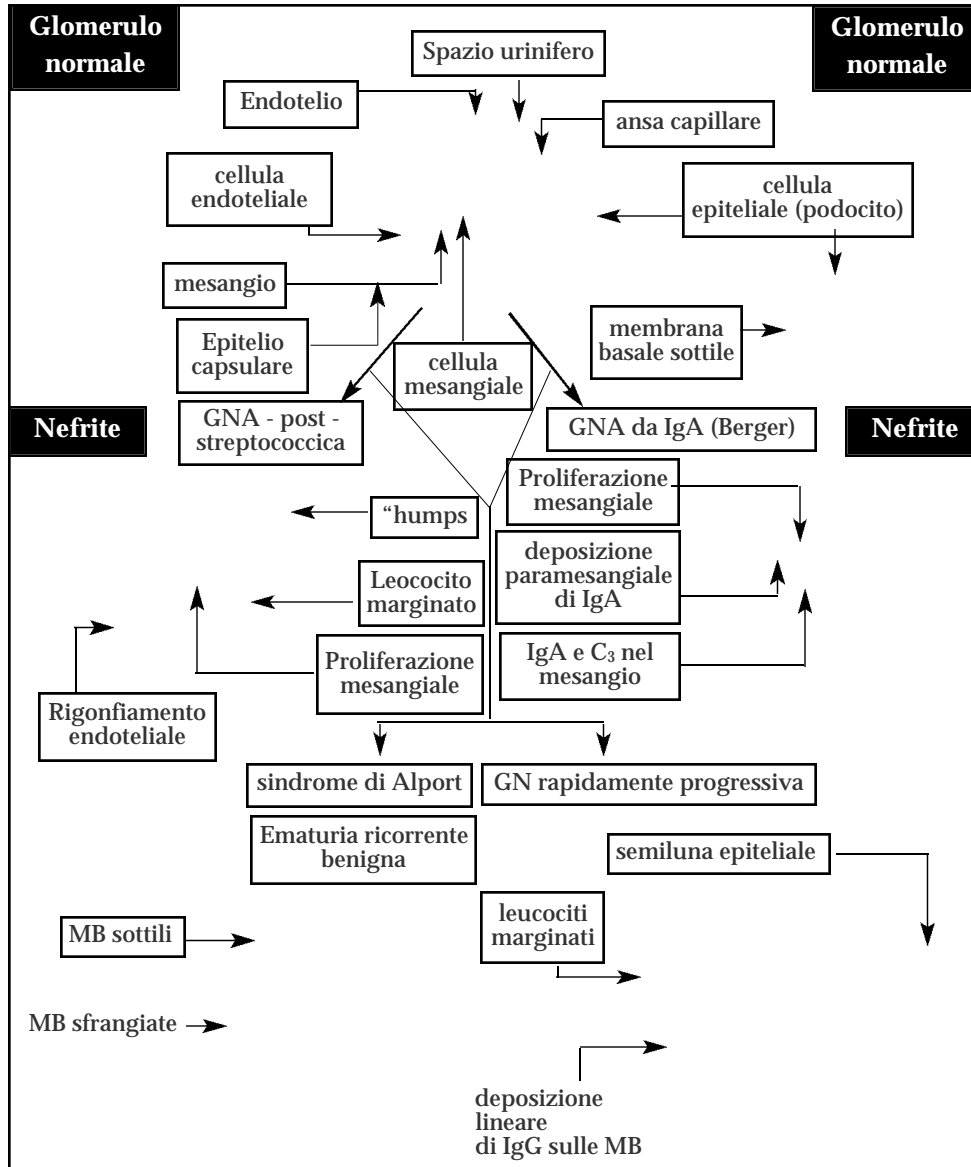 Glomerulo
normale
Glomerulo
normale
Spazio urinifero
Endotelio
ansa capillare
cellula
endoteliale
cellula
epiteliale (podocito)
mesangio
Epitelio
capsulare
cellula
mesangiale
membrana
basale sottile
GNA - post -
streptococcica
GNA da IgA (Berger)
Nefrite
Nefrite
Proliferazione
mesangiale
“humps
deposizione
paramesangiale
di IgA
Leococito
marginato
Proliferazione
mesangiale
IgA e C₃ nel
mesangio
Rigonfiamento
endoteliale
sindrome di Alport
GN rapidamente progressiva
Ematuria ricorrente
benigna
semiluna epiteliale
MB sottili
leucociti
marginati
MB sfrangiate
deposizione
lineare
di IgG sulle MB